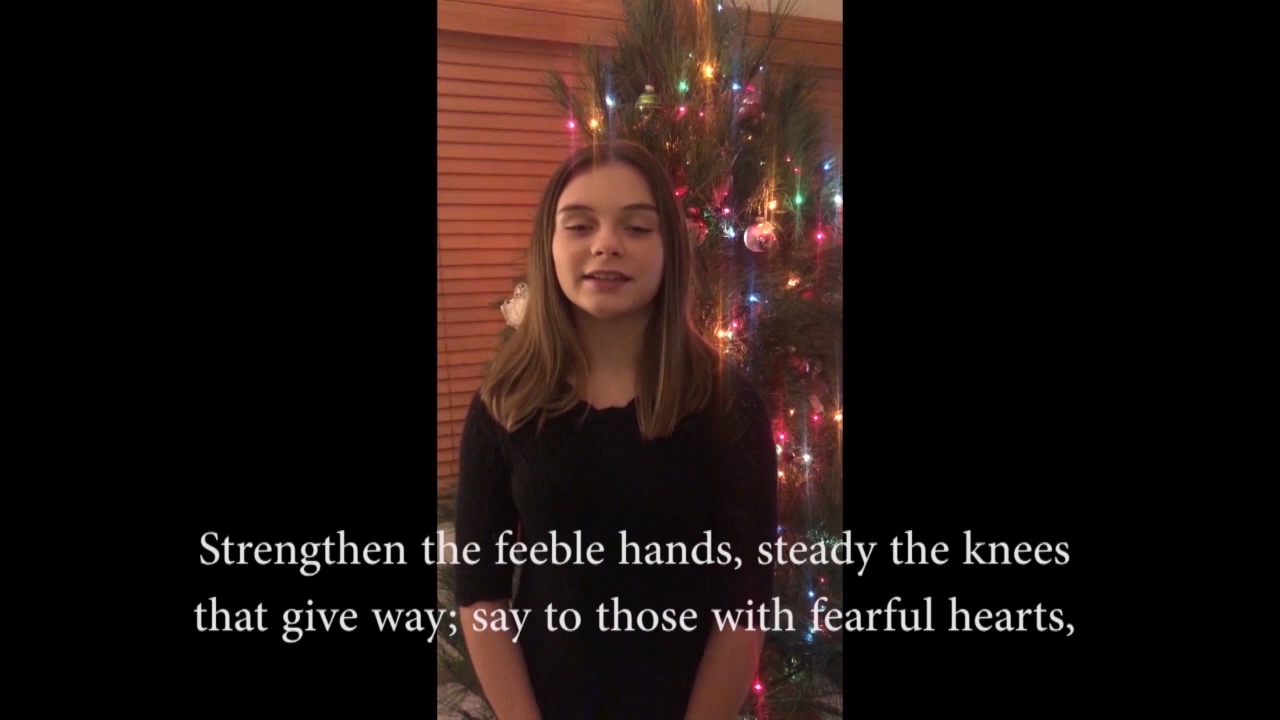 Strengthen the feeble hands, steady the knees
that give way; say to those with fearful hearts,